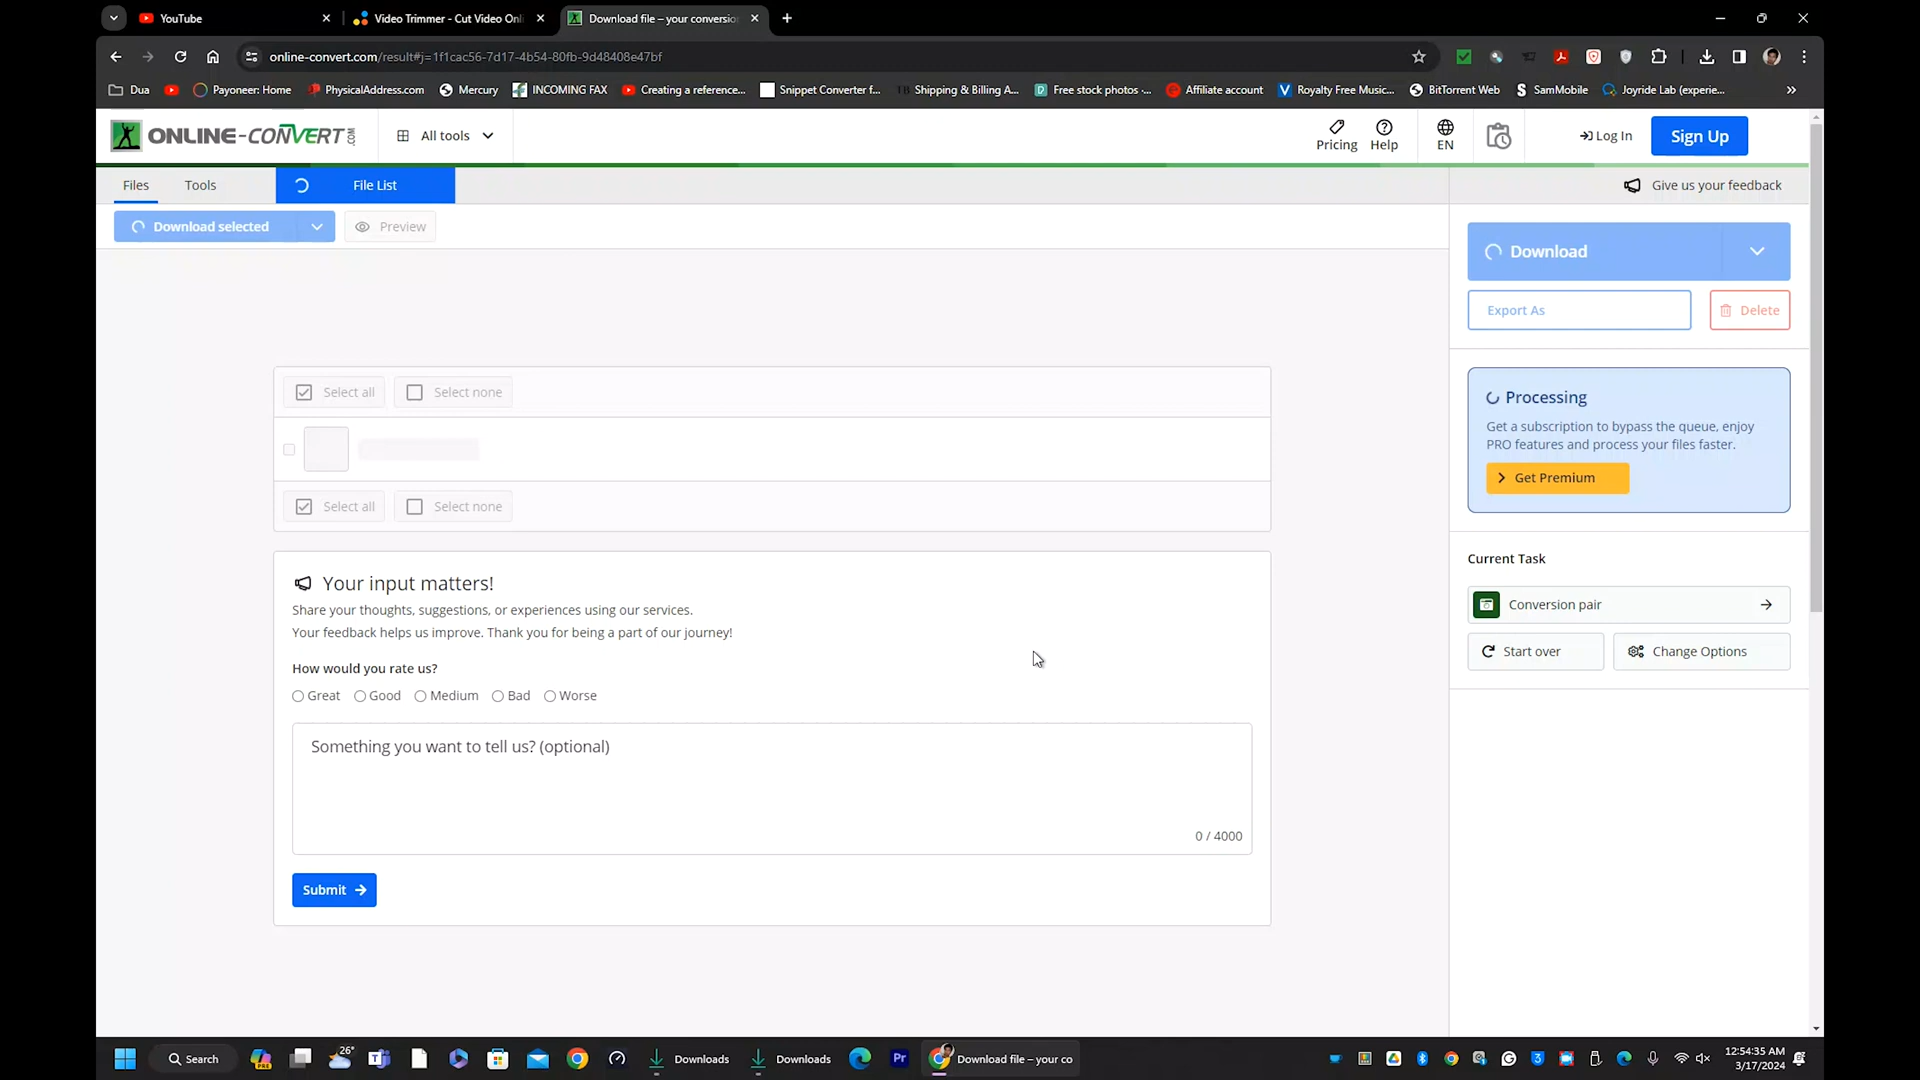 YouTube
Video Trimmer - Cut Video Onl
Download file – your conversio
online-convert.com/result#j=1f1cac56-7d17-4b54-80fb-9d48408e47bf
Dua
Payoneer: Home
PhysicalAddress.com
Mercury
INCOMING FAX
Creating a reference...
Snippet Converter f...
Shipping & Billing A...
Free stock photos -...
Affiliate account
Royalty Free Music...
BitTorrent Web
SamMobile
Joyride Lab (experie...
ONLINE-CONVERT.COM
All tools
Pricing
Help
EN
Log In
Sign Up
Files
Tools
File List
Give us your feedback
Download selected
Preview
Download
Export As
Delete
Select all
Select none
Processing
Get a subscription to bypass the queue, enjoy
PRO features and process your files faster.
Get Premium
Select all
Select none
Current Task
Conversion pair
Start over
Change Options
Your input matters!
Share your thoughts, suggestions, or experiences using our services.
Your feedback helps us improve. Thank you for being a part of our journey!
How would you rate us?
Great
Good
Medium
Bad
Worse
Something you want to tell us? (optional)
0 / 4000
Submit
Search
PRE
26°
Downloads
Downloads
Pr
Download file – your co
12:54:35 AM
3/17/2024